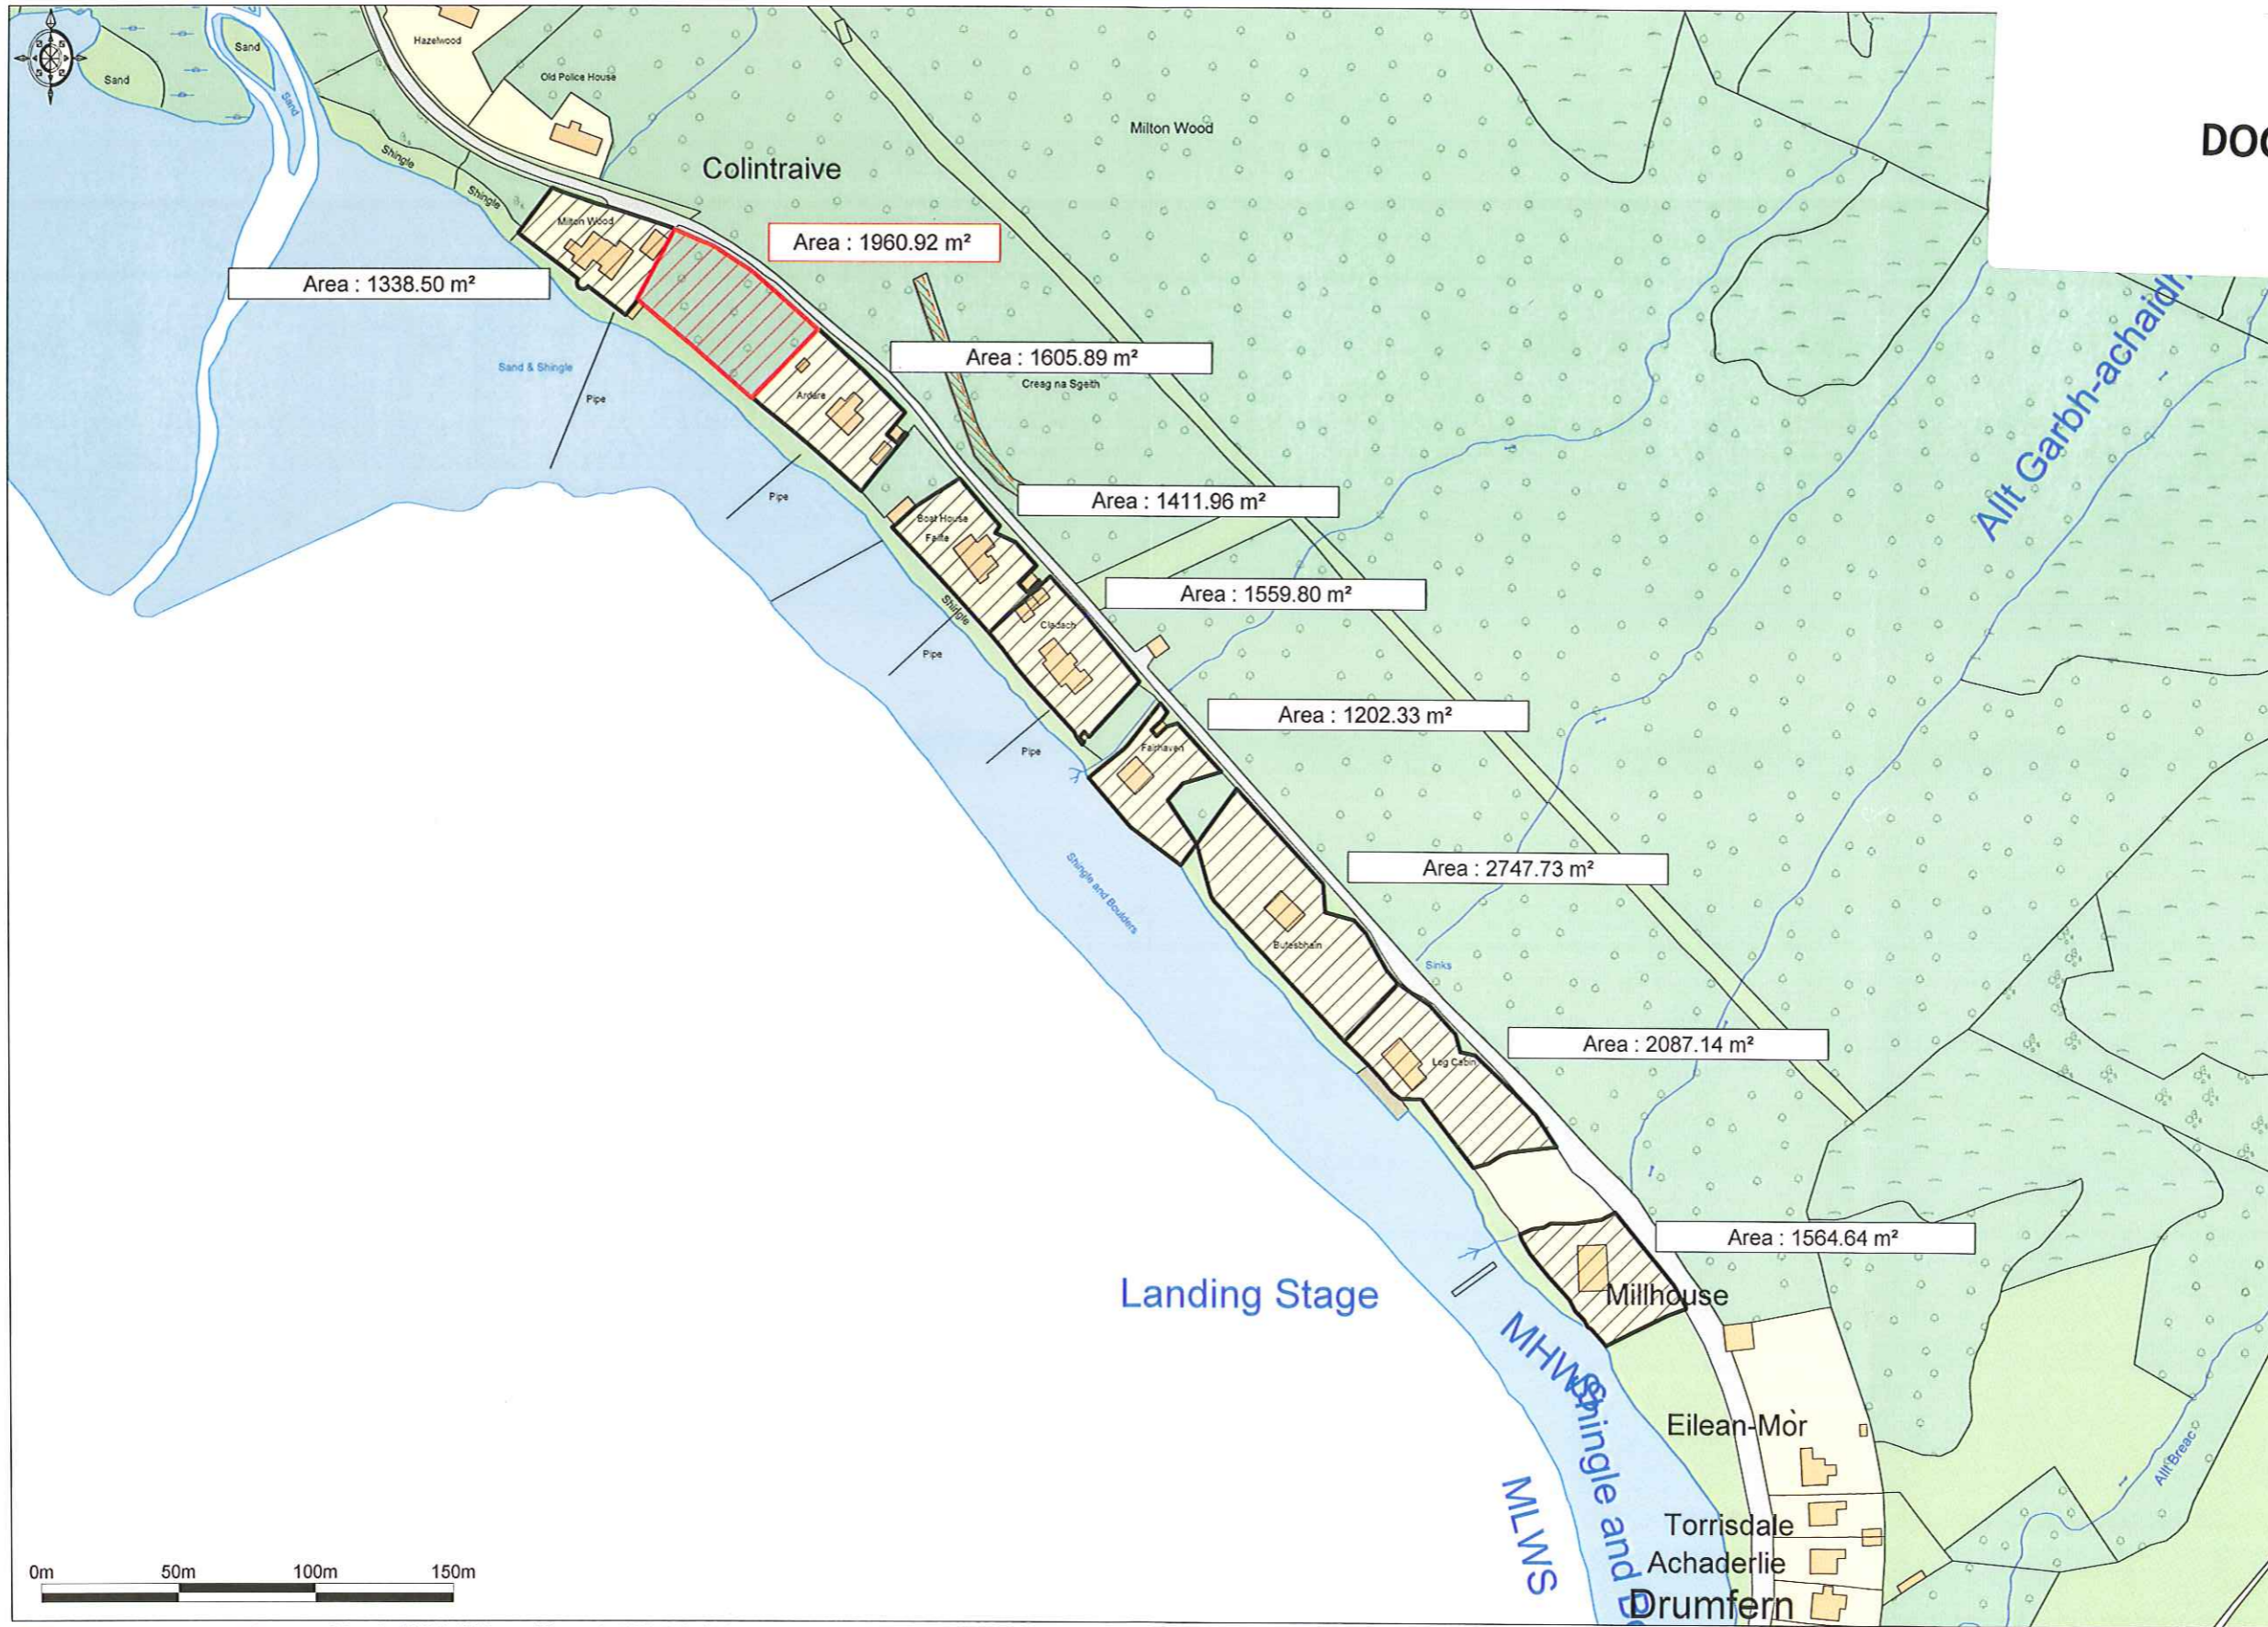 Hazelwood
Sand
Sand
Sand
Old Police House
DOC
Milton Wood
Shingle
Colintraive
Shingle
Milton Wood
Area : 1960.92 m²
Area : 1338.50 m²
Allt Garbh-achaidh
Area : 1605.89 m²
Sand & Shingle
Creag na Sgeith
Pipe
Ardare
Pipe
Area : 1411.96 m²
Boat House
Failte
Area : 1559.80 m²
Shingle
Cladach
Pipe
Area : 1202.33 m²
Pipe
Fairhaven
Area : 2747.73 m²
Shingle and Boulders
Butesbhain
Sinks
Area : 2087.14 m²
Log Cabin
Area : 1564.64 m²
Landing Stage
Millhouse
MHWS
Shingle and
Eilean-Mòr
Allt Breac
MLWS
Torrisdale
Achaderlie
Drumfern
0m 50m 100m 150m